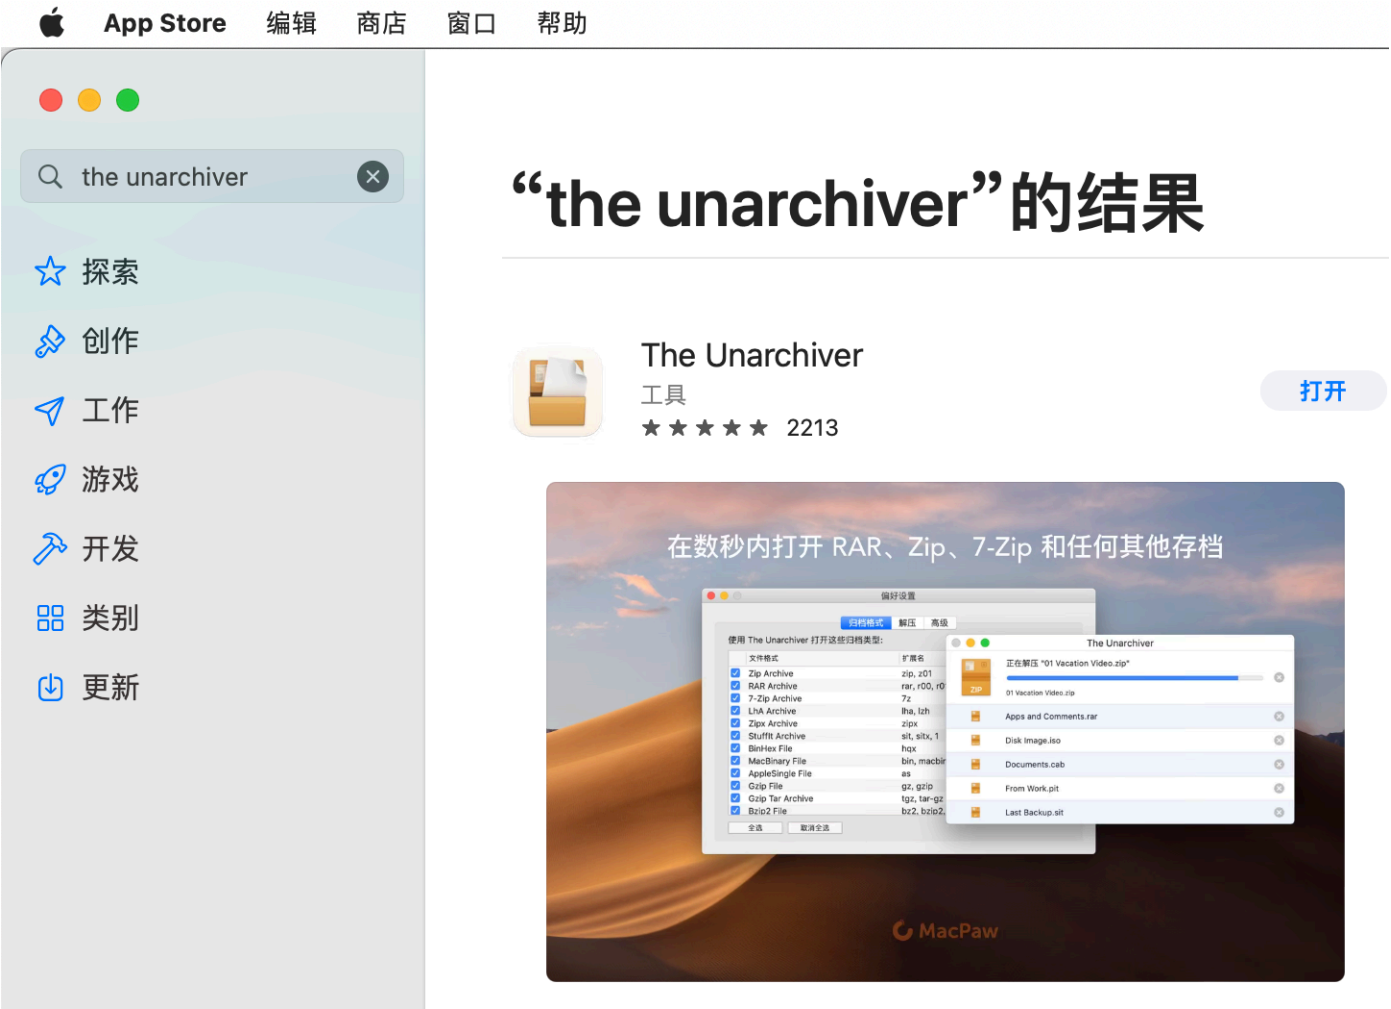 App Store 编辑 商店 窗口 帮助
the unarchiver
探索
创作
工作
游戏
开发
类别
更新
“the unarchiver”的结果
The Unarchiver
工具
★★★★★ 2213
打开
在数秒内打开 RAR、Zip、7-Zip 和任何其他存档
偏好设置
归档格式 解压 高级
使用 The Unarchiver 打开这些归档类型:
文件格式 扩展名
Zip Archive zip, z01
RAR Archive rar, r00, r0
7-Zip Archive 7z
LhA Archive lha, lzh
Zipx Archive zipx
StuffIt Archive sit, sitx, 1
BinHex File hqx
MacBinary File bin, macbin
AppleSingle File as
Gzip File gz, gzip
Gzip Tar Archive tgz, tar-gz
Bzip2 File bz2, bzip2,
全选 取消全选
The Unarchiver
正在解压 "01 Vacation Video.zip"
ZIP
01 Vacation Video.zip
Apps and Comments.rar
Disk Image.iso
Documents.cab
From Work.pit
Last Backup.sit
MacPaw